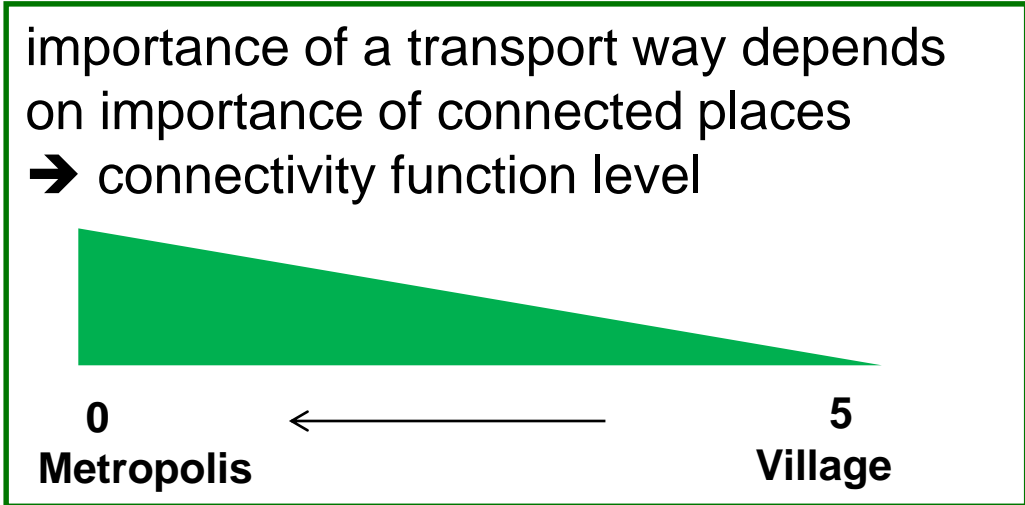 importance of a transport way depends
on importance of connected places
➔ connectivity function level
0 5
Metropolis Village